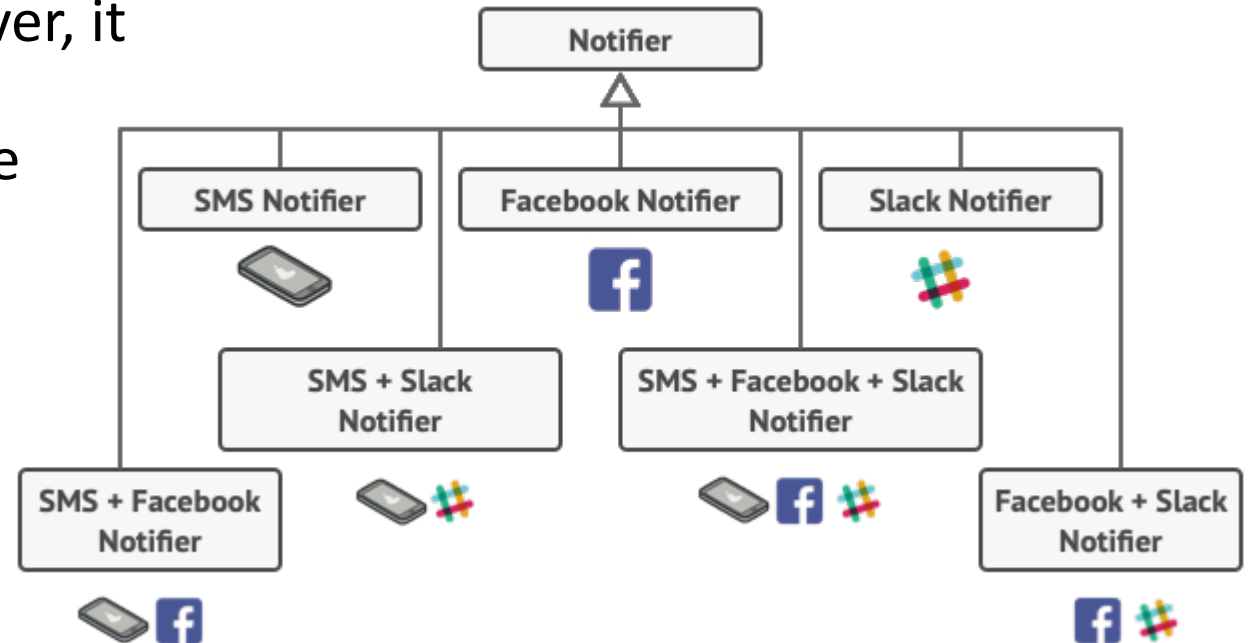 ver, it
e
Notifier
SMS Notifier
Facebook Notifier
Slack Notifier
SMS + Slack
Notifier
SMS + Facebook + Slack
Notifier
SMS + Facebook
Notifier
Facebook + Slack
Notifier